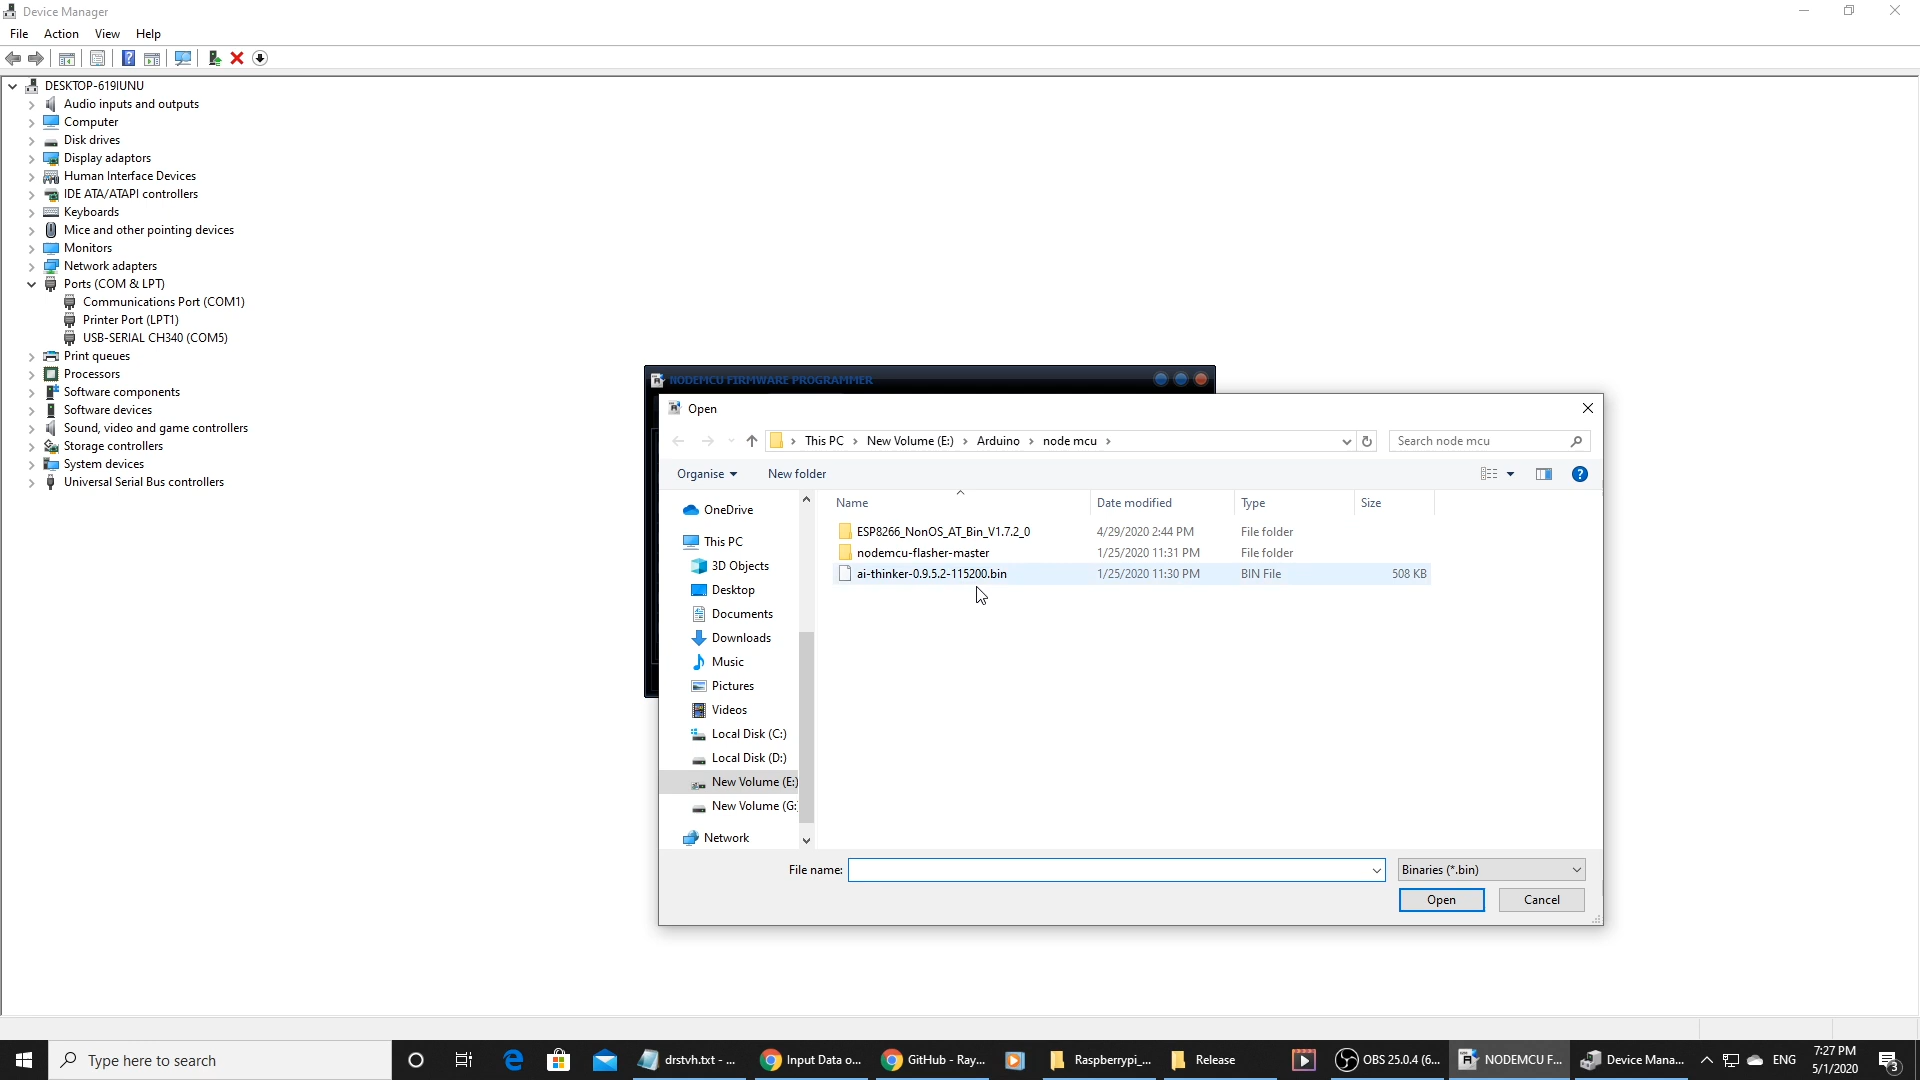 Device Manager
File Action View Help
DESKTOP-619IUNU
Audio inputs and outputs
Computer
Disk drives
Display adaptors
Human Interface Devices
IDE ATA/ATAPI controllers
Keyboards
Mice and other pointing devices
Monitors
Network adapters
Ports (COM & LPT)
Communications Port (COM1)
Printer Port (LPT1)
USB-SERIAL CH340 (COM5)
Print queues
Processors
Software components
Software devices
Sound, video and game controllers
Storage controllers
System devices
Universal Serial Bus controllers
NODEMCU FIRMWARE PROGRAMMER
Open
This PC > New Volume (E:) > Arduino > node mcu >
Search node mcu
Organise New folder
Name Date modified Type Size
ESP8266_NonOS_AT_Bin_V1.7.2_0 4/29/2020 2:44 PM File folder
nodemcu-flasher-master 1/25/2020 11:31 PM File folder
ai-thinker-0.9.5.2-115200.bin 1/25/2020 11:30 PM BIN File 508 KB
OneDrive
This PC
3D Objects
Desktop
Documents
Downloads
Music
Pictures
Videos
Local Disk (C:)
Local Disk (D:)
New Volume (E:)
New Volume (G:
Network
File name: Binaries (*.bin)
Open Cancel
Type here to search
drstvh.txt - ...
Input Data o...
GitHub - Ray...
Raspberrypi_...
Release
OBS 25.0.4 (6...
NODEMCU F...
Device Mana...
ENG
7:27 PM
5/1/2020
3